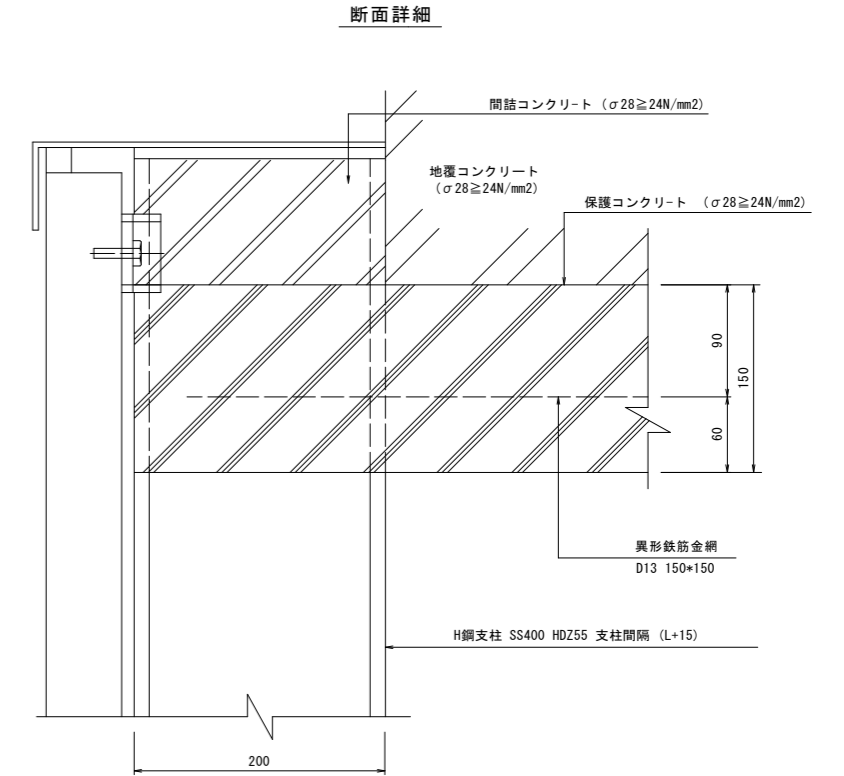 断面詳細
間詰コンクリート (σ28≧24N/mm2)
地覆コンクリート
(σ28≧24N/mm2)
保護コンクリート (σ28≧24N/mm2)
90
150
60
異形鉄筋金網
D13 150*150
H鋼支柱 SS400 HDZ55 支柱間隔 (L+15)
200